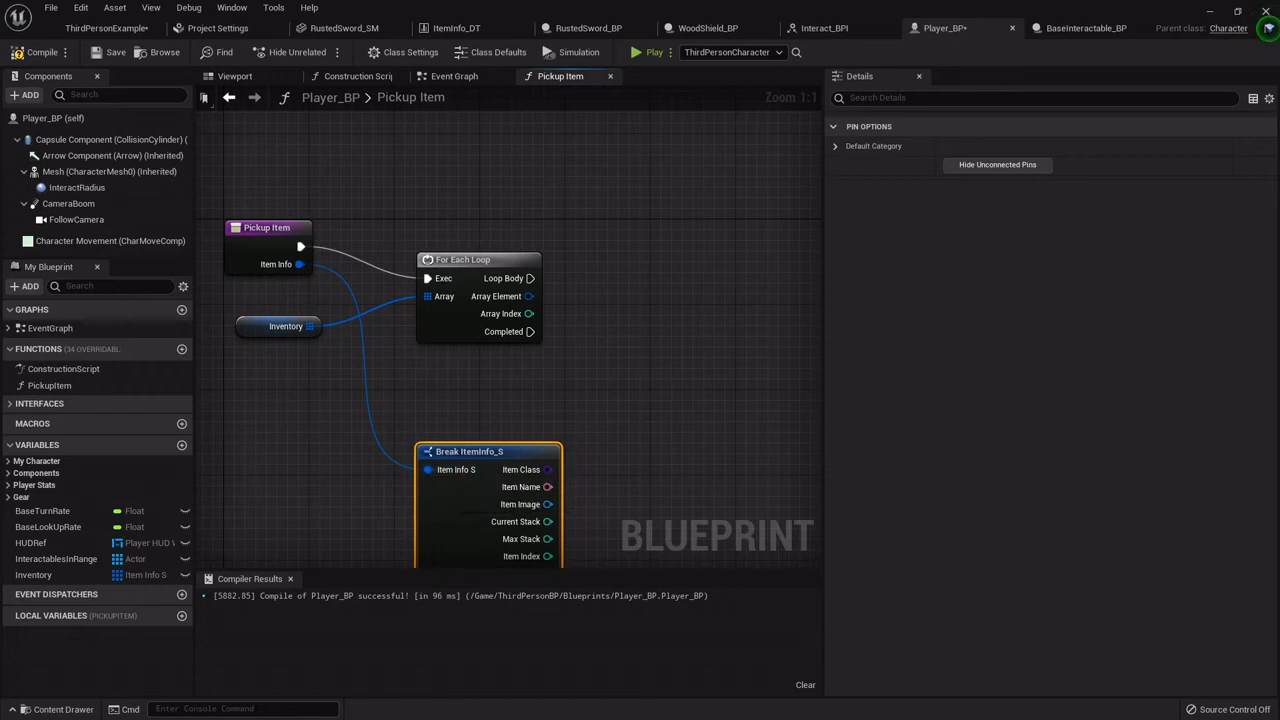 File Edit Asset View Debug Window Tools Help
ThirdPersonExample* Project Settings RustedSword_SM ItemInfo_DT RustedSword_BP WoodShield_BP Interact_BPI Player_BP* BaseInteractable_BP Parent class: Character
Compile Save Browse Find Hide Unrelated Class Settings Class Defaults Simulation Play ThirdPersonCharacter
Components Viewport Construction Scrip Event Graph Pickup Item Details
ADD Search Player_BP Pickup Item Zoom 1:1 Search Details
Player_BP (self)
Capsule Component (CollisionCylinder) (
Arrow Component (Arrow) (Inherited)
Mesh (CharacterMesh0) (Inherited)
InteractRadius
CameraBoom
FollowCamera
Character Movement (CharMoveComp)
My Blueprint
ADD Search
GRAPHS
EventGraph
FUNCTIONS (34 OVERRIDABL
ConstructionScript
PickupItem
INTERFACES
MACROS
VARIABLES
My Character
Components
Player Stats
Gear
BaseTurnRate Float
BaseLookUpRate Float
HUDRef Player HUD
InteractablesInRange Actor
Inventory Item Info S
EVENT DISPATCHERS
LOCAL VARIABLES (PICKUPITEM)
Pickup Item
Item Info
Inventory
For Each Loop
Exec Loop Body
Array Array Element
Array Index
Completed
Break ItemInfo_S
Item Info S Item Class
Item Name
Item Image
Current Stack
Max Stack
Item Index
BLUEPRINT
PIN OPTIONS
Default Category
Hide Unconnected Pins
Compiler Results
[5882.85] Compile of Player_BP successful! [in 96 ms] (/Game/ThirdPersonBP/Blueprints/Player_BP.Player_BP)
Clear
Content Drawer Cmd Enter Console Command Source Control Off